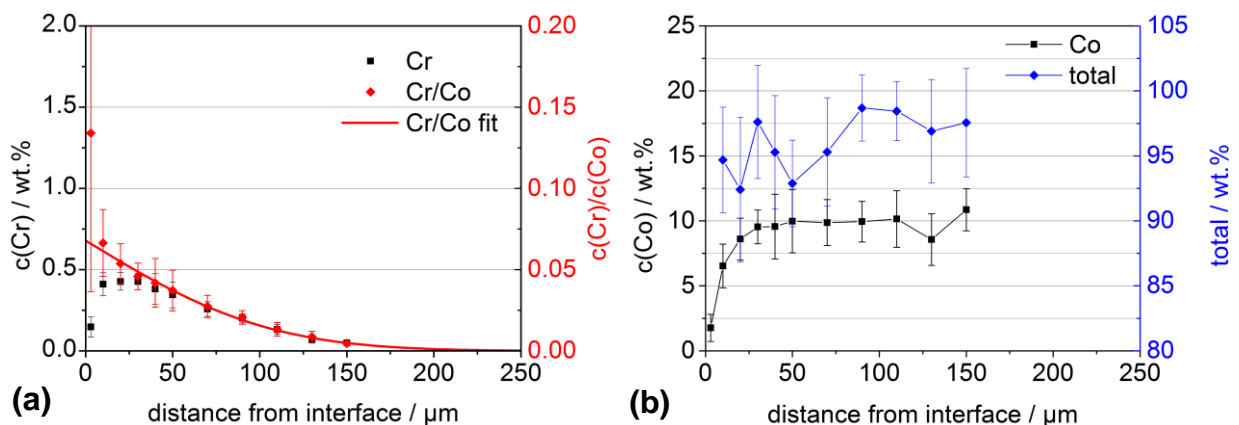 2.0
1.5
1.0
0.5
0.0
c(Cr) / wt.%
Cr
Cr/Co
Cr/Co fit
0.20
0.15
0.10
0.05
0.00
c(Cr)/c(Co)
0 50 100 150 200 250
distance from interface / µm
(a)
25
20
15
10
5
0
c(Co) / wt.%
Co
total
105
100
95
90
85
80
total / wt.%
0 50 100 150 200 250
distance from interface / µm
(b)